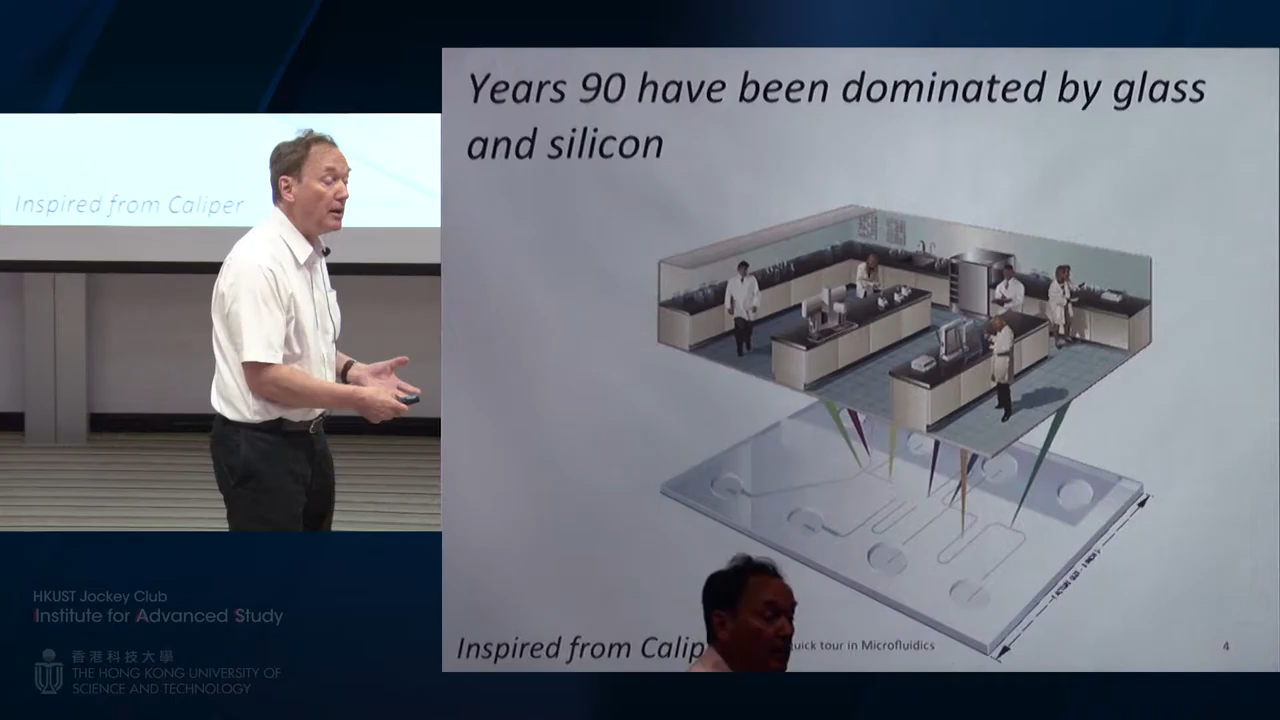 Years 90 have been dominated by glass
and silicon
Inspired from Caliper
Inspired from Calip
uick tour in Microfluidics
4
HKUST Jockey Club
Institute for Advanced Study
香港科技大學
THE HONG KONG UNIVERSITY OF
SCIENCE AND TECHNOLOGY